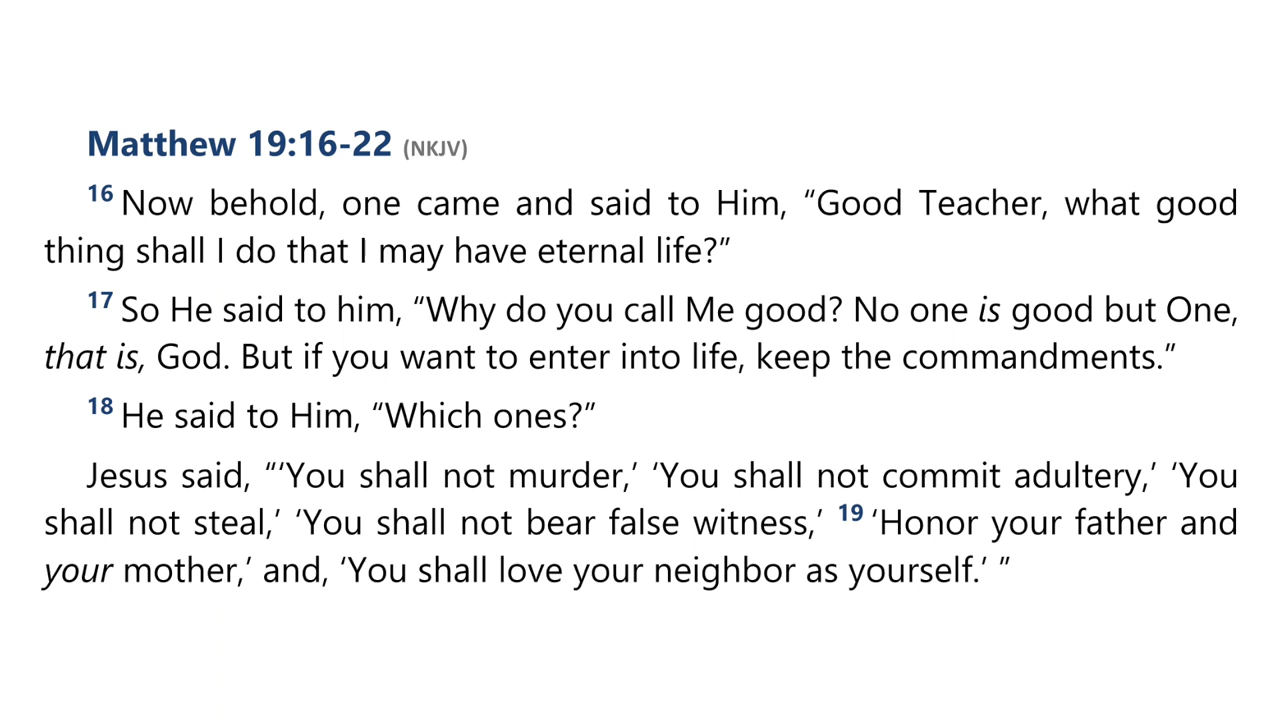 Matthew 19:16-22 (NKJV)
16 Now behold, one came and said to Him, “Good Teacher, what good
thing shall I do that I may have eternal life?”
17 So He said to him, “Why do you call Me good? No one is good but One,
that is, God. But if you want to enter into life, keep the commandments.”
18 He said to Him, “Which ones?”
Jesus said, “‘You shall not murder,’ ‘You shall not commit adultery,’ ‘You
shall not steal,’ ‘You shall not bear false witness,’ 19 ‘Honor your father and
your mother,’ and, ‘You shall love your neighbor as yourself.’ ”